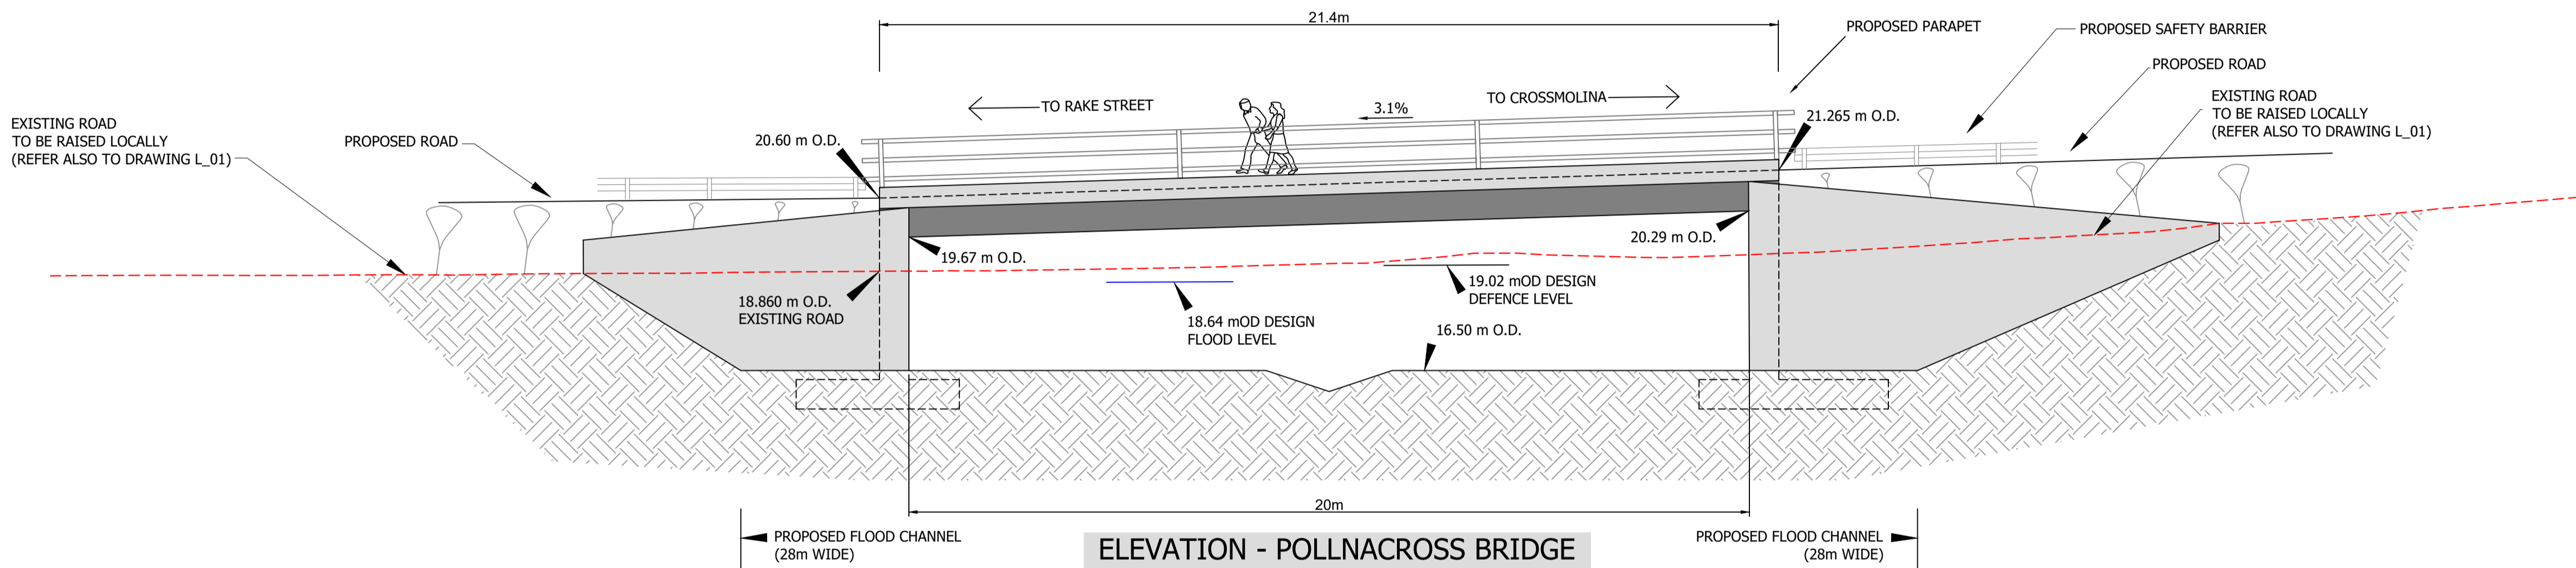 21.4m
PROPOSED PARAPET
PROPOSED SAFETY BARRIER
PROPOSED ROAD
EXISTING ROAD
TO BE RAISED LOCALLY
(REFER ALSO TO DRAWING L_01)
TO RAKE STREET
3.1%
TO CROSSMOLINA
EXISTING ROAD
TO BE RAISED LOCALLY
(REFER ALSO TO DRAWING L_01)
PROPOSED ROAD
20.60 m O.D.
21.265 m O.D.
19.67 m O.D.
20.29 m O.D.
18.860 m O.D.
EXISTING ROAD
18.64 mOD DESIGN
FLOOD LEVEL
19.02 mOD DESIGN
DEFENCE LEVEL
16.50 m O.D.
20m
PROPOSED FLOOD CHANNEL
(28m WIDE)
ELEVATION - POLLNACROSS BRIDGE
PROPOSED FLOOD CHANNEL
(28m WIDE)